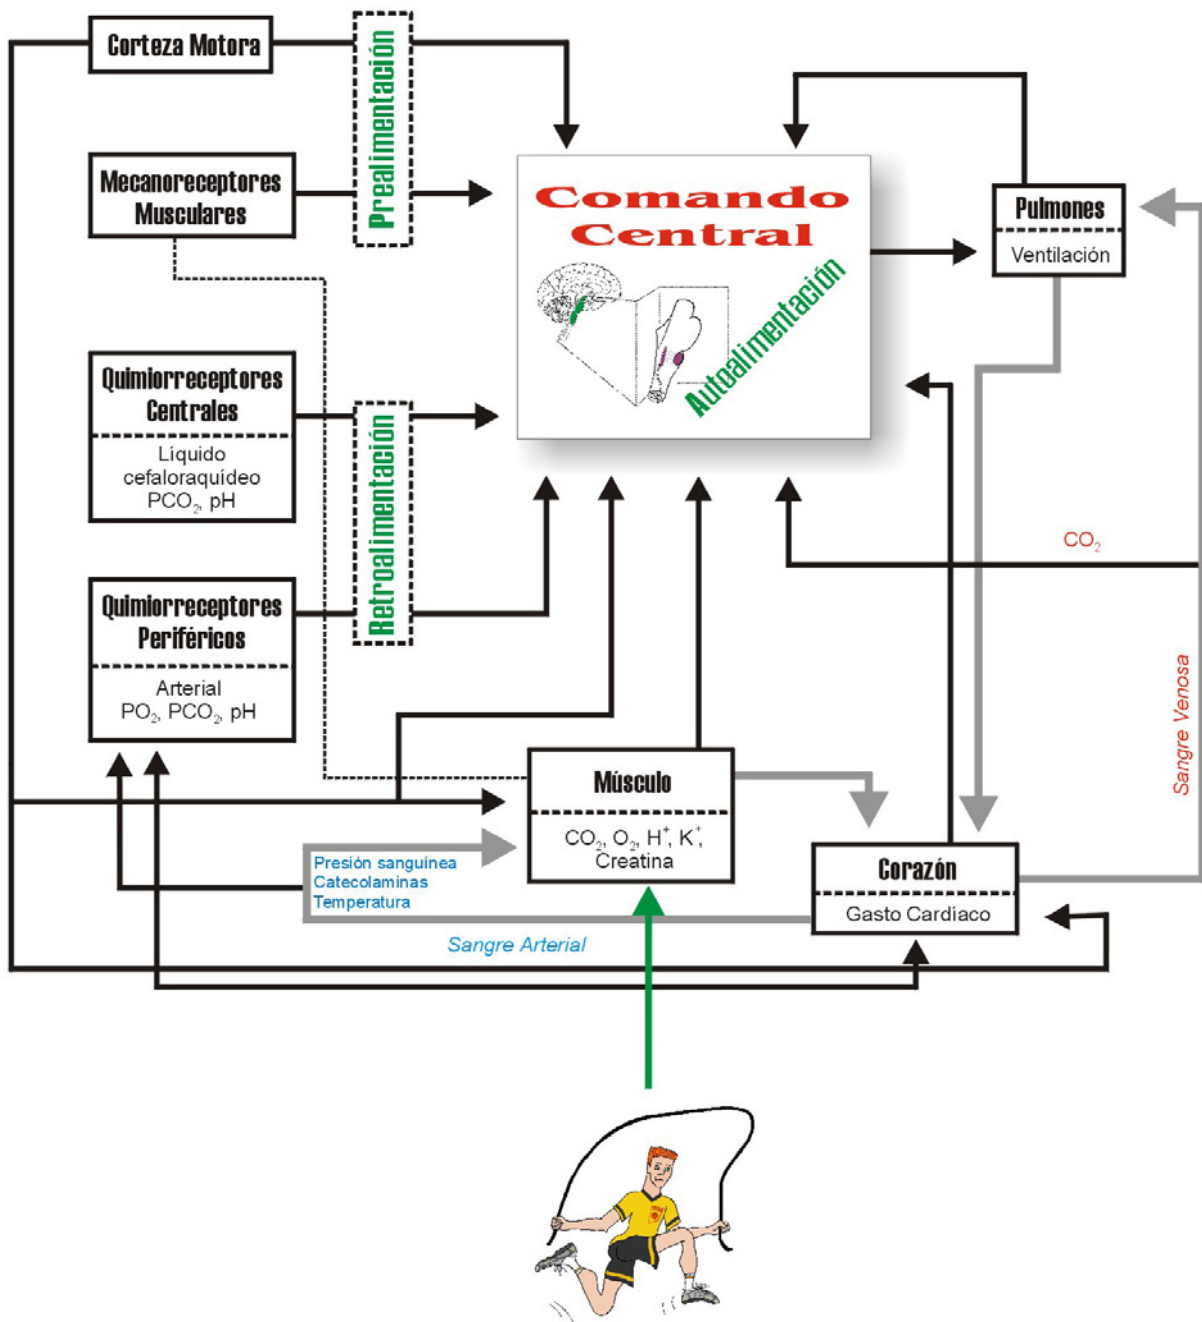 Corteza Motora
Prealimentación
Mecanoreceptores
Musculares
Comando
Central
Autoalimentación
Pulmones
Ventilación
Quimiorreceptores
Centrales
Líquido
cefaloraquídeo
PCO₂, pH
Retroalimentación
Quimiorreceptores
Periféricos
Arterial
PO₂, PCO₂, pH
CO₂
Sangre Venosa
Músculo
CO₂, O₂, H⁺, K⁺,
Creatina
Presión sanguínea
Catecolaminas
Temperatura
Corazón
Gasto Cardíaco
Sangre Arterial